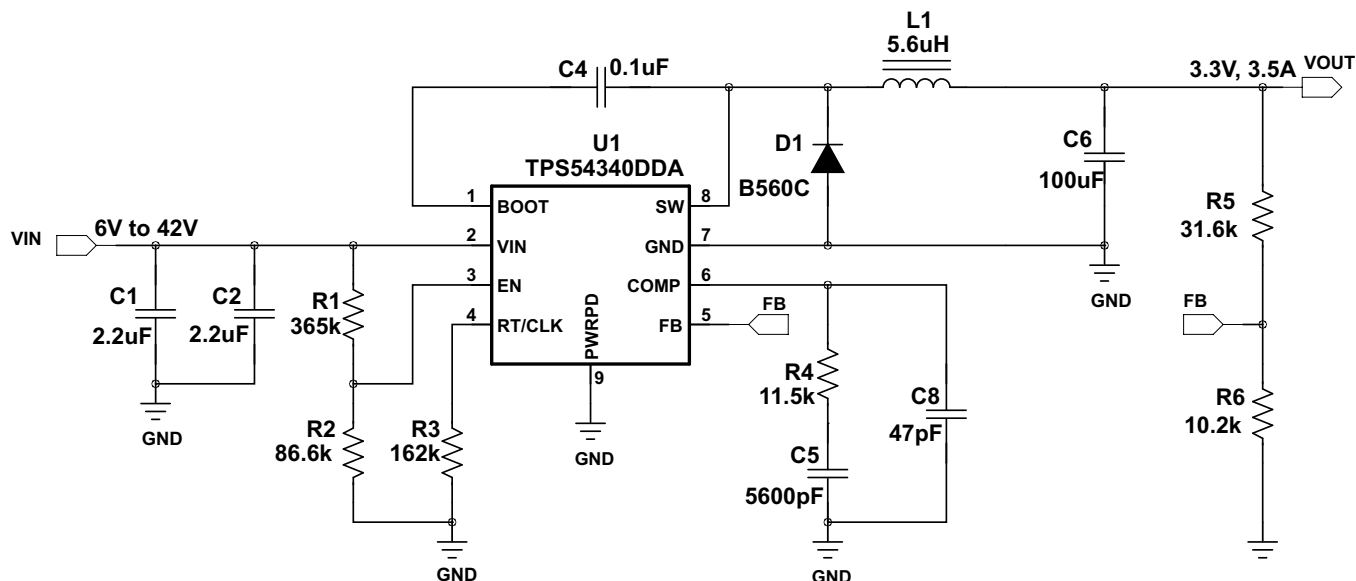 L1
5.6uH
C4
0.1uF
3.3V, 3.5A
VOUT
U1
TPS54340DDA
D1
B560C
C6
100uF
1
BOOT
SW
8
R5
31.6k
VIN
6V to 42V
2
VIN
GND
7
3
EN
COMP
6
GND
C1
2.2uF
C2
2.2uF
R1
365k
4
RT/CLK
FB
5
FB
FB
PWRPD
9
R4
11.5k
C8
47pF
R6
10.2k
GND
R2
86.6k
R3
162k
GND
C5
5600pF
GND
GND